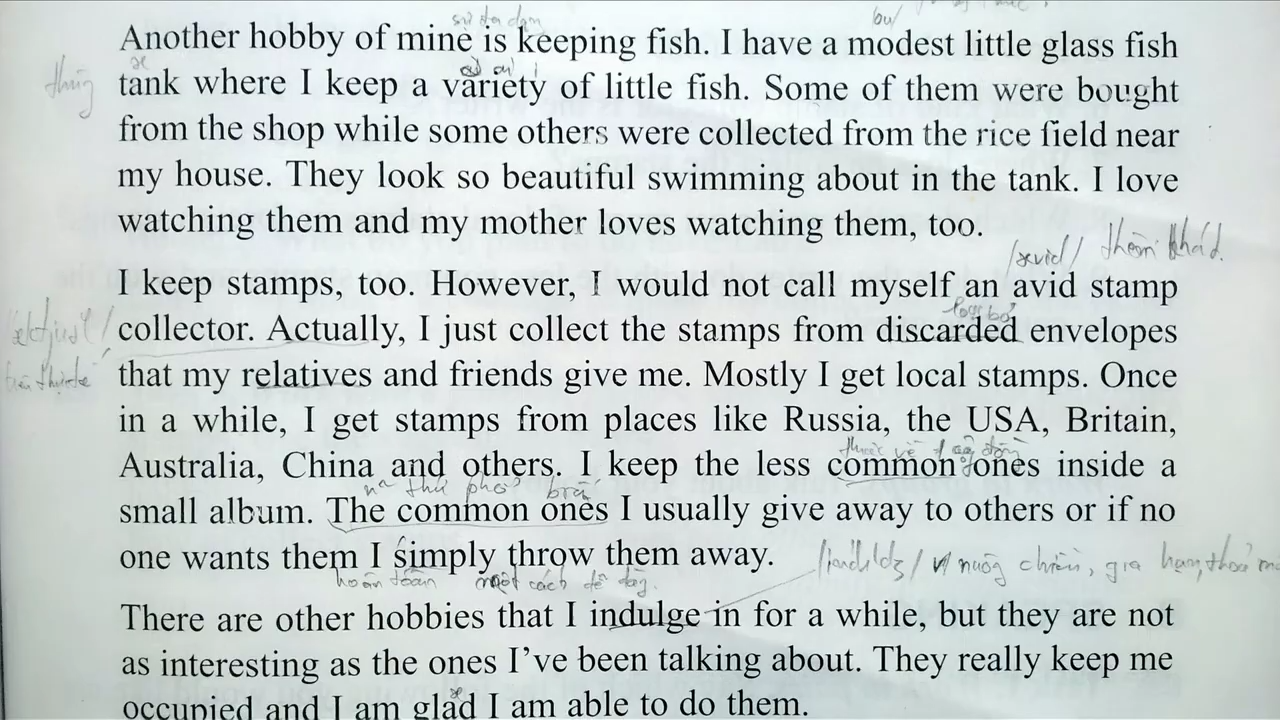 Another hobby of mine is keeping fish. I have a modest little glass fish
tank where I keep a variety of little fish. Some of them were bought
from the shop while some others were collected from the rice field near
my house. They look so beautiful swimming about in the tank. I love
watching them and my mother loves watching them, too.
I keep stamps, too. However, I would not call myself an avid stamp
loại bỏ
collector. Actually, I just collect the stamps from discarded envelopes
that my relatives and friends give me. Mostly I get local stamps. Once
in a while, I get stamps from places like Russia, the USA, Britain,
Australia, China and others. I keep the less common ones inside a
small album. The common ones I usually give away to others or if no
one wants them I simply throw them away.
hoàn toàn một cách dễ dàng.
There are other hobbies that I indulge in for a while, but they are not
as interesting as the ones I've been talking about. They really keep me
occupied and I am glad I am able to do them.